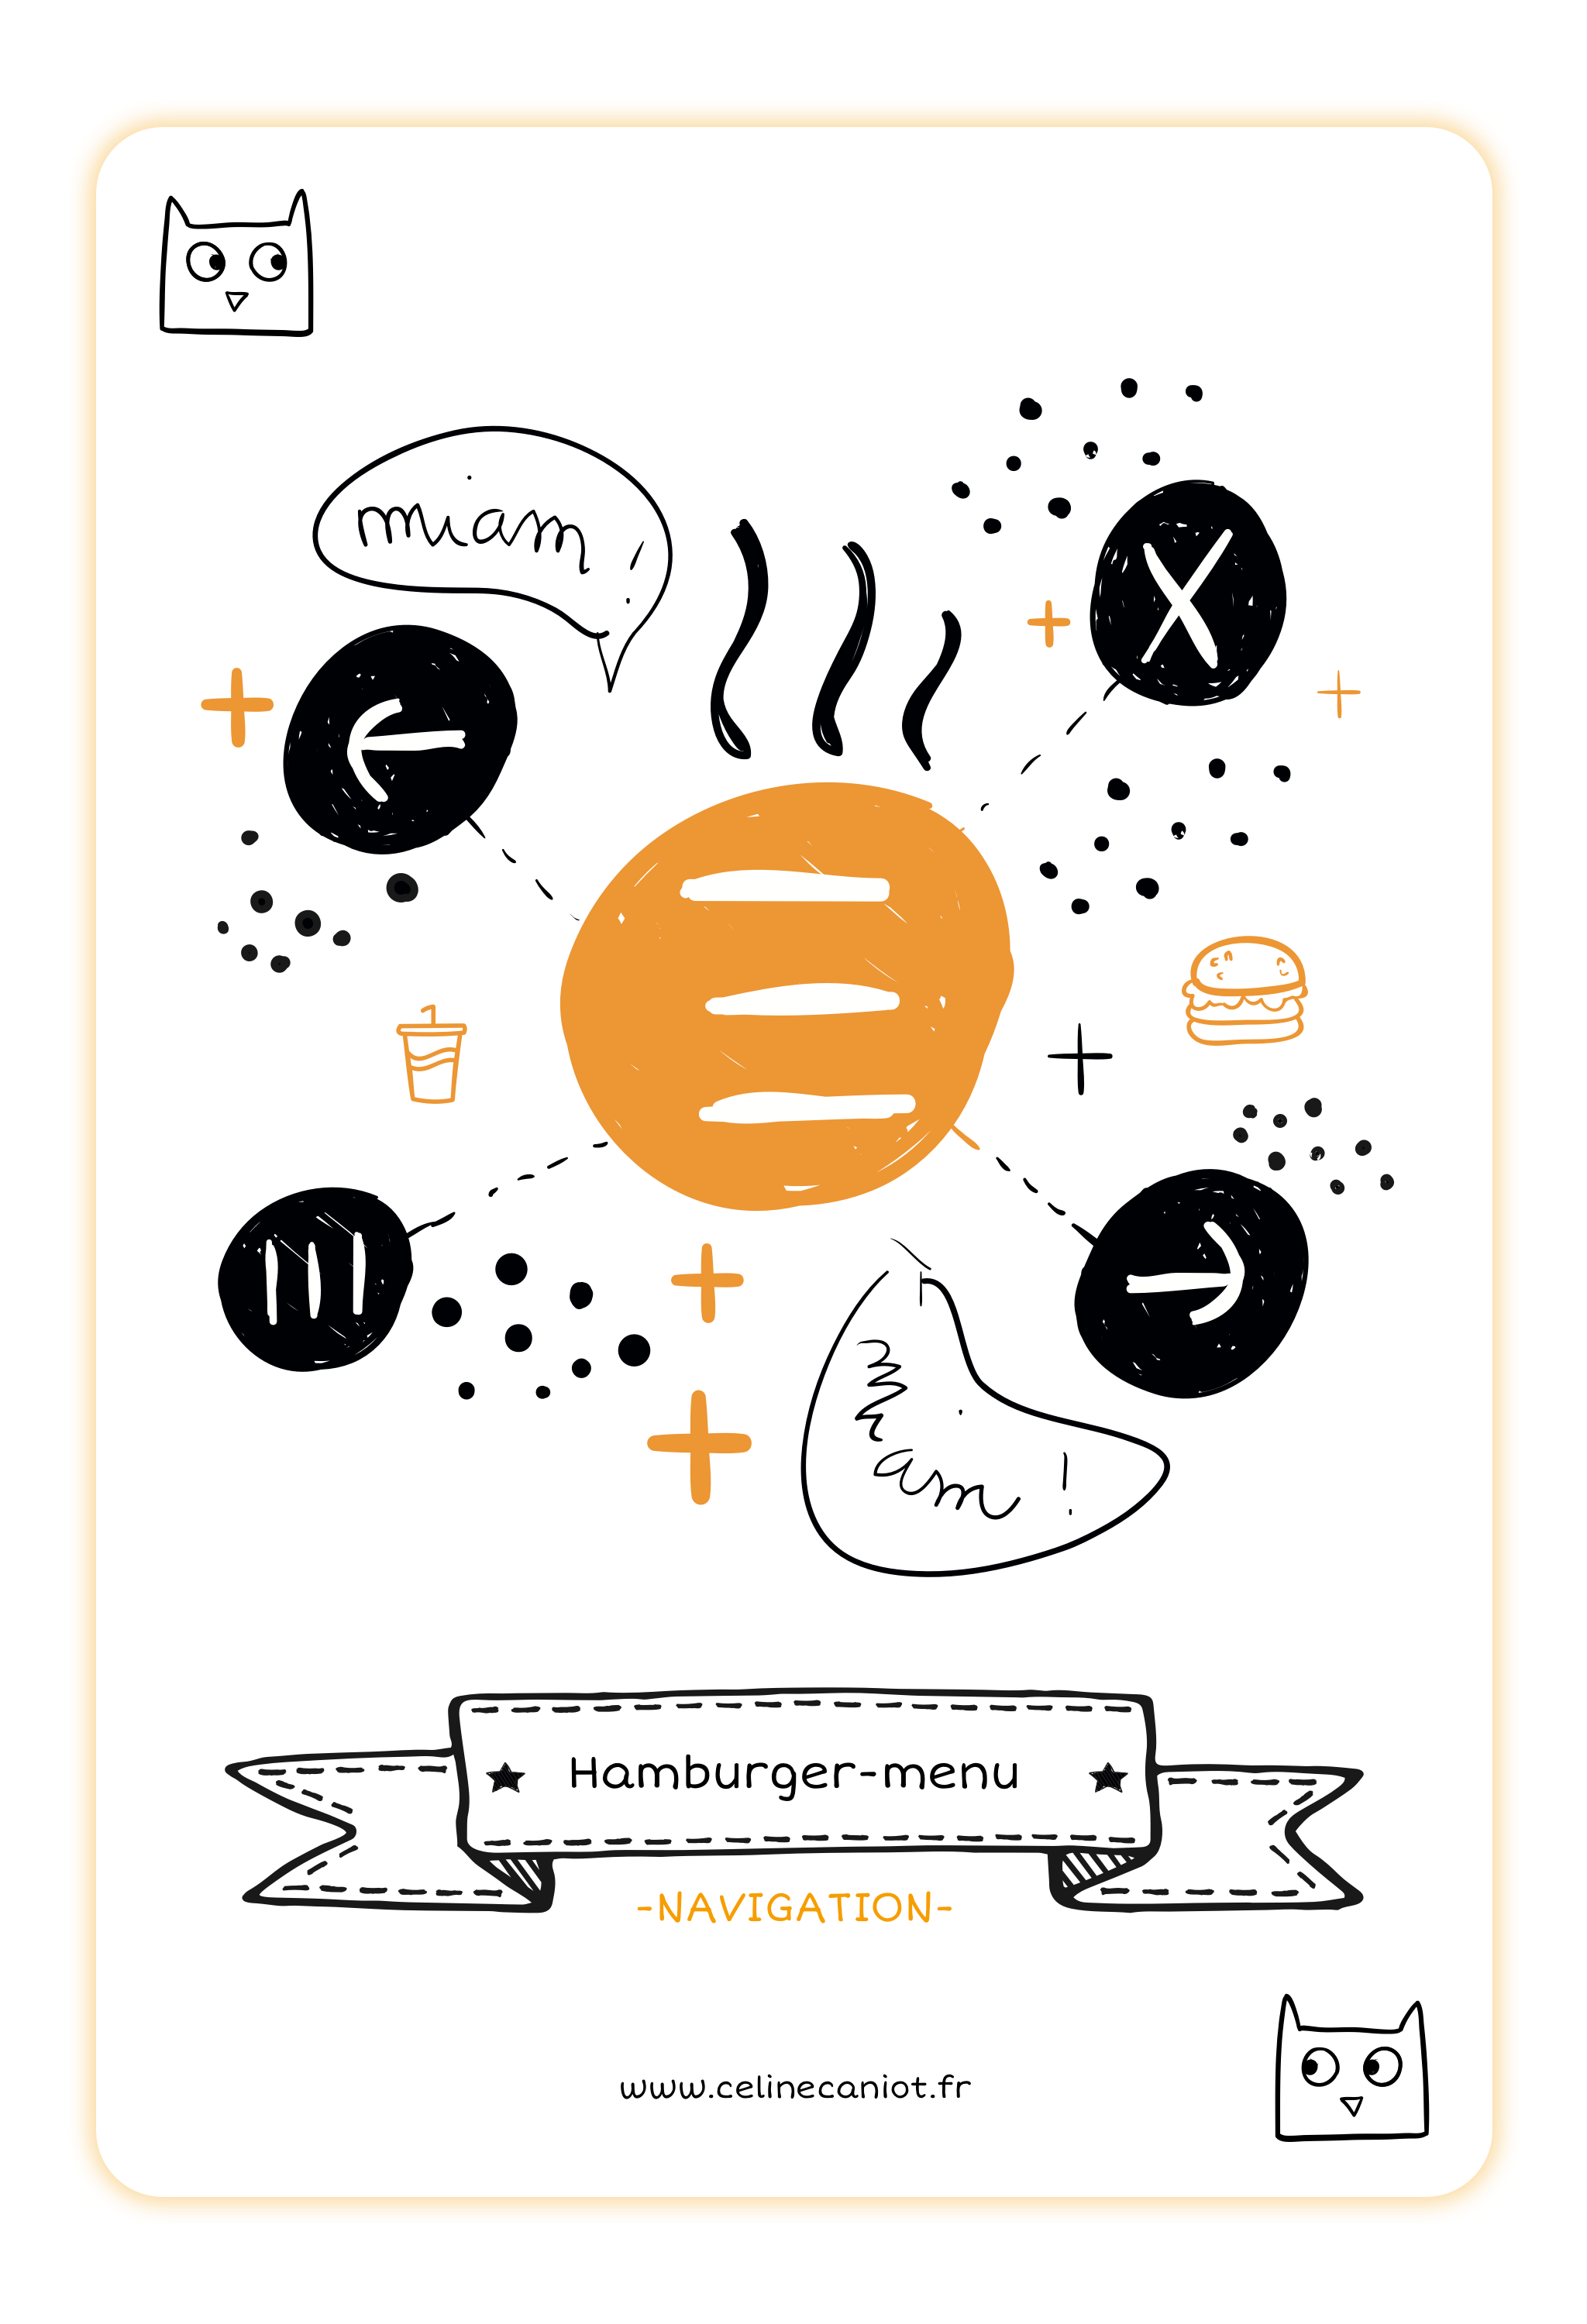 miam !
X
miam !
Hamburger-menu
-NAVIGATION-
www.celinecaniot.fr